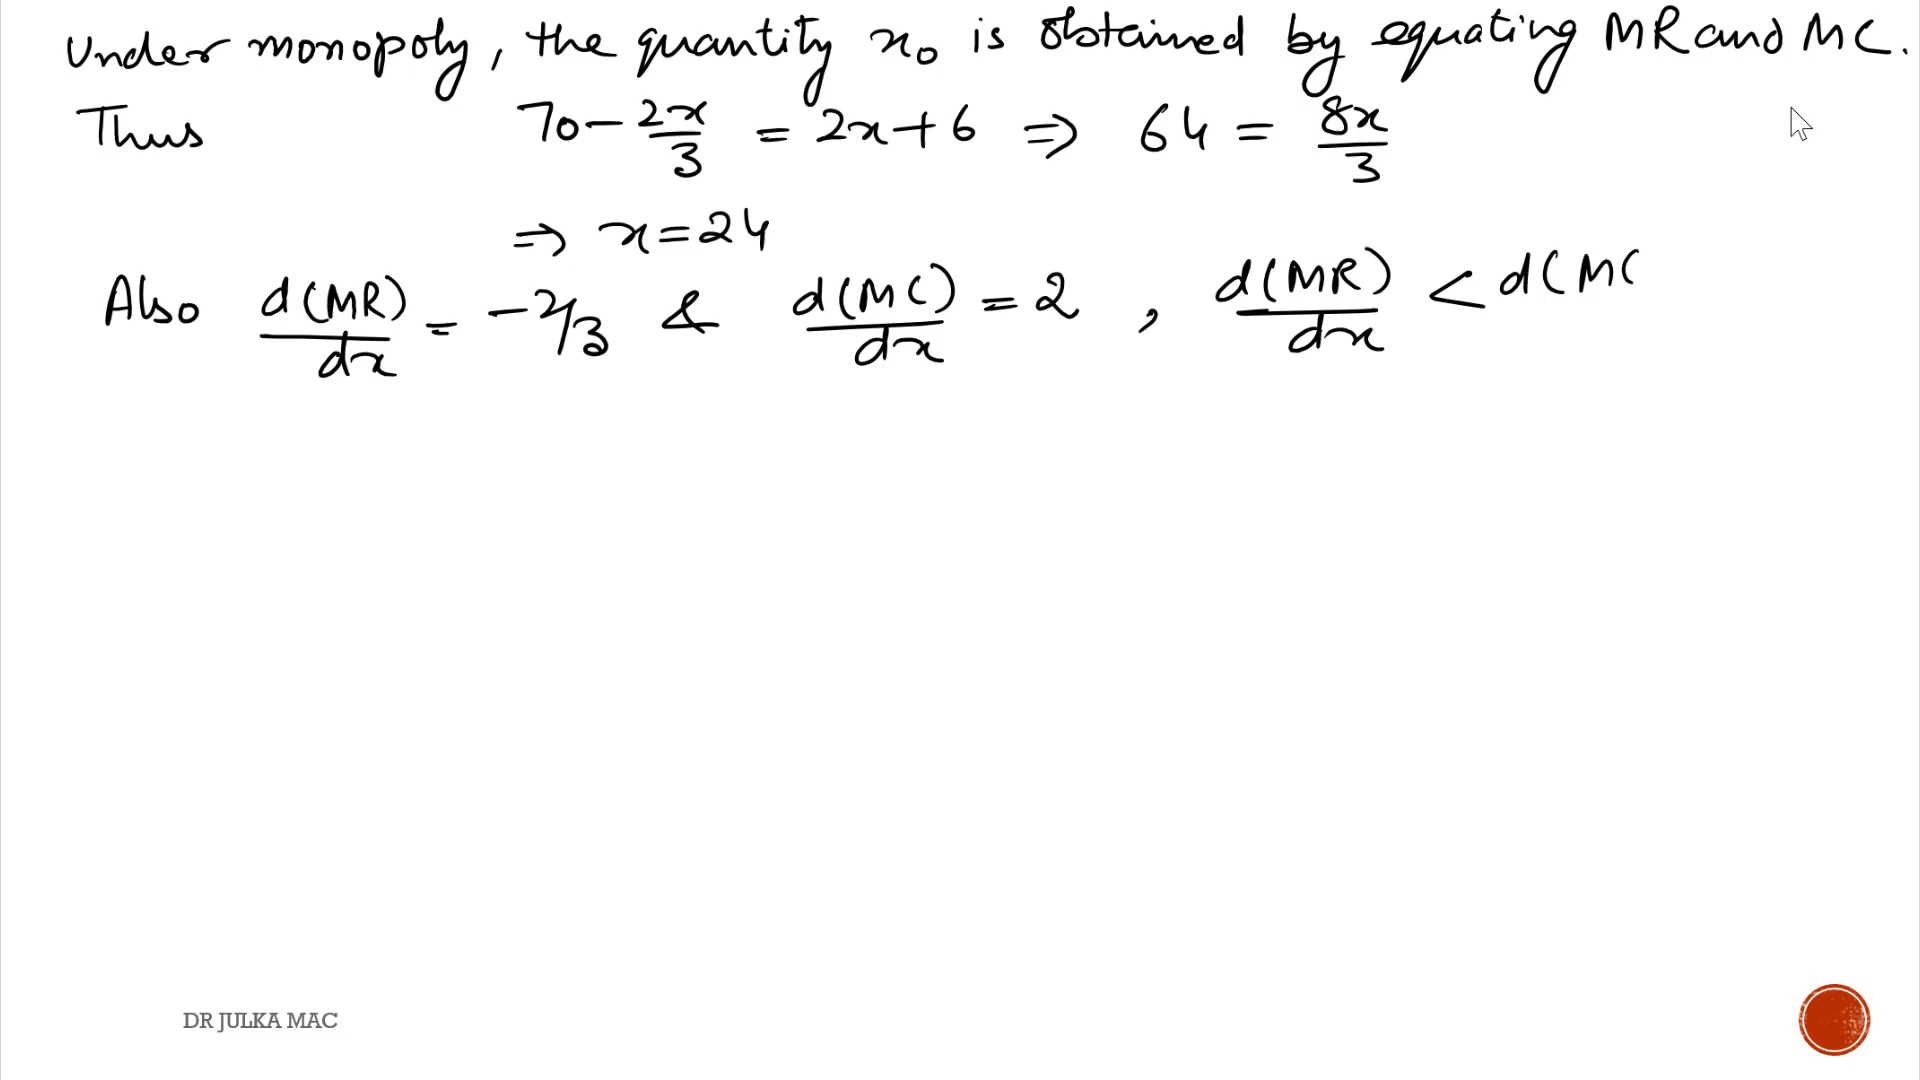 Under monopoly, the quantity x₀ is obtained by equating MR and MC.
Thus 70 - 2x/3 = 2x + 6 ⇒ 64 = 8x/3
⇒ x = 24
Also d(MR)/dx = -2/3 & d(MC)/dx = 2, d(MR)/dx < d(MC
DR JULKA MAC